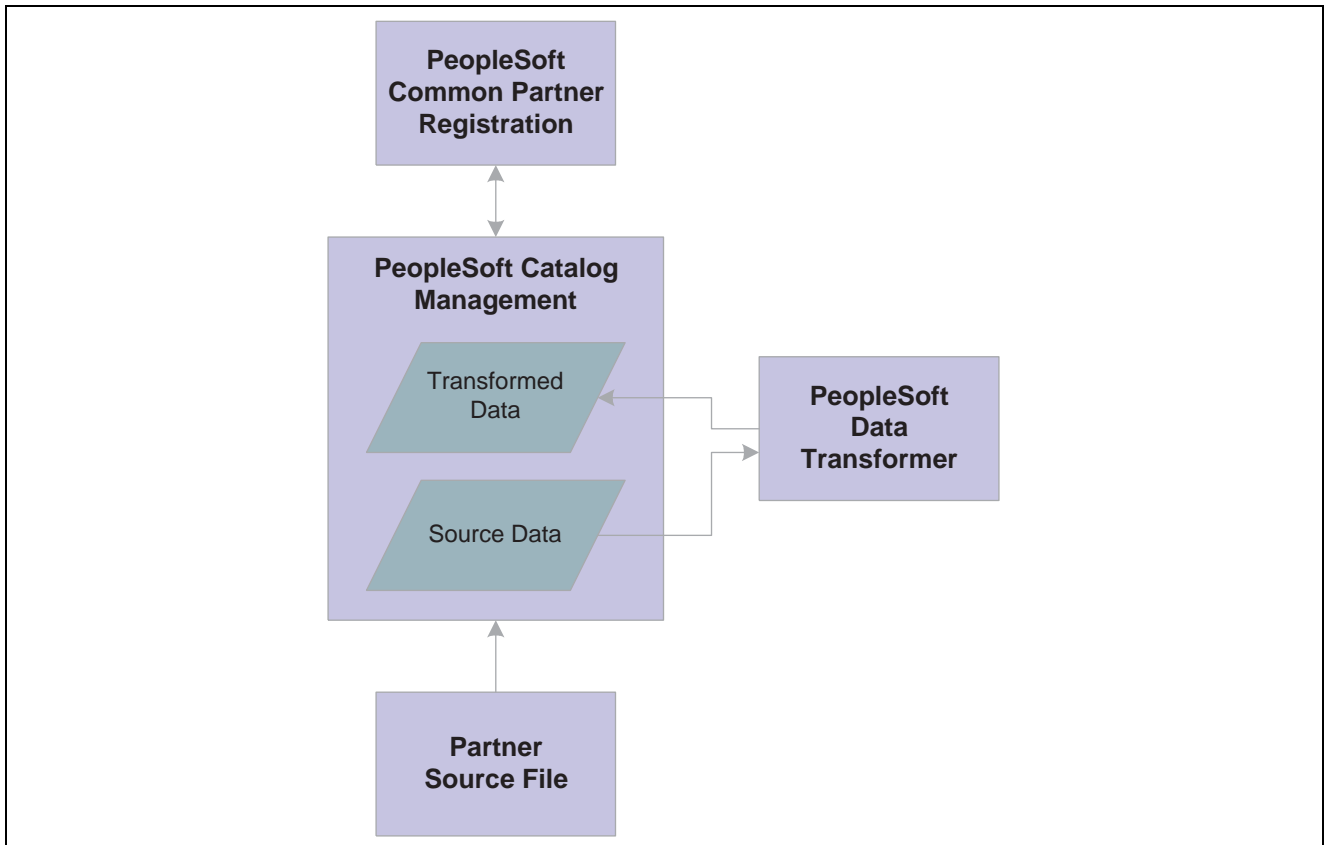 PeopleSoft
Common Partner
Registration
PeopleSoft Catalog
Management
Transformed
Data
PeopleSoft
Data
Transformer
Source Data
Partner
Source File